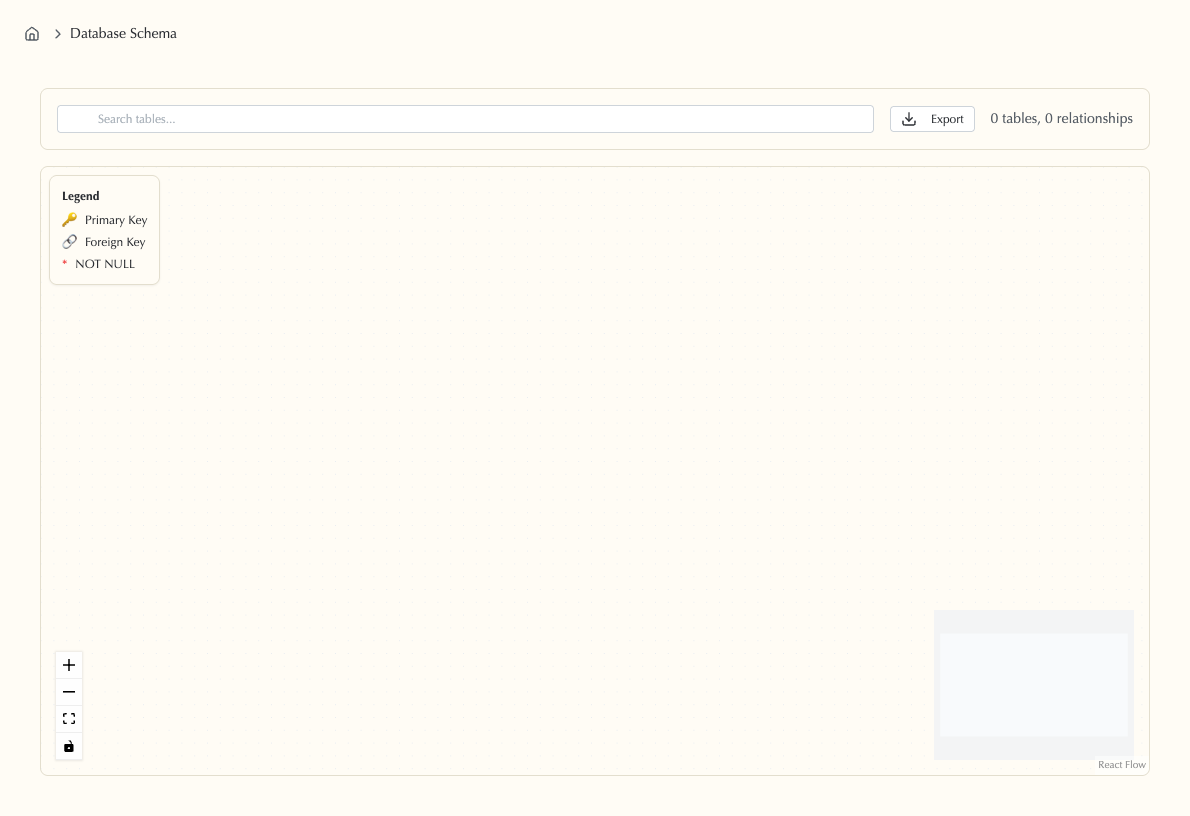 Database Schema
Search tables...
Export
0 tables, 0 relationships
Legend
Primary Key
Foreign Key
* NOT NULL
React Flow